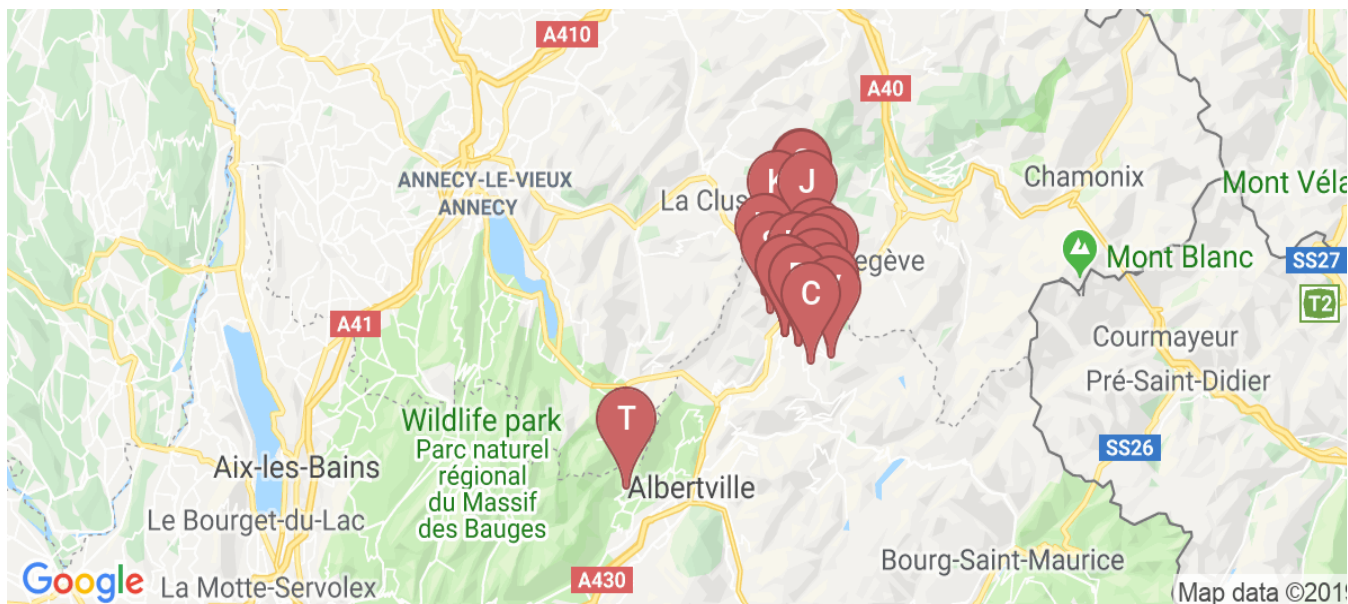 A410
A40
ANNECY-LE-VIEUX
ANNECY
La Clus
K
J
Chamonix
Mont Véla
egève
Mont Blanc
SS27
T2
C
A41
Courmayeur
Pré-Saint-Didier
T
Wildlife park
Parc naturel
régional
du Massif
des Bauges
SS26
Aix-les-Bains
Albertville
Le Bourget-du-Lac
Bourg-Saint-Maurice
A430
Google
La Motte-Servolex
Map data ©2019